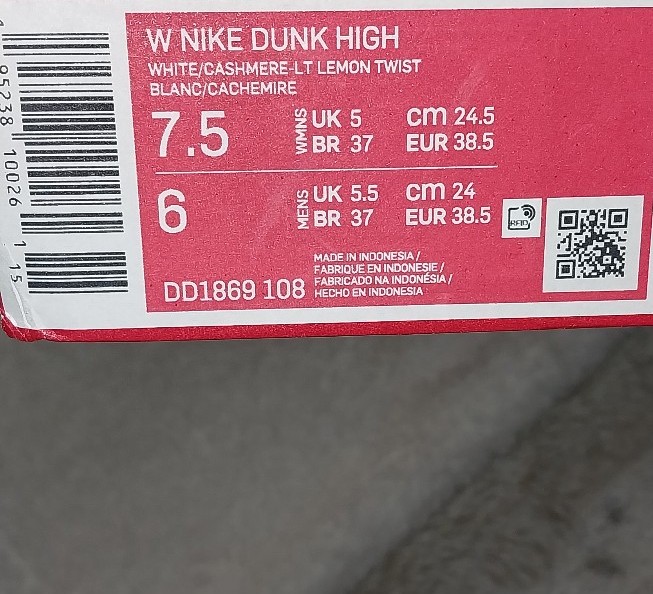 W NIKE DUNK HIGH
WHITE/CASHMERE-LT LEMON TWIST
BLANC/CACHEMIRE
7.5 WMNS UK 5 CM 24.5
BR 37 EUR 38.5
6 MENS UK 5.5 CM 24
BR 37 EUR 38.5
RFID
DD1869 108
MADE IN INDONESIA /
FABRIQUE EN INDONESIE /
FABRICADO NA INDONÉSIA /
HECHO EN INDONESIA
95238 10026 1 15